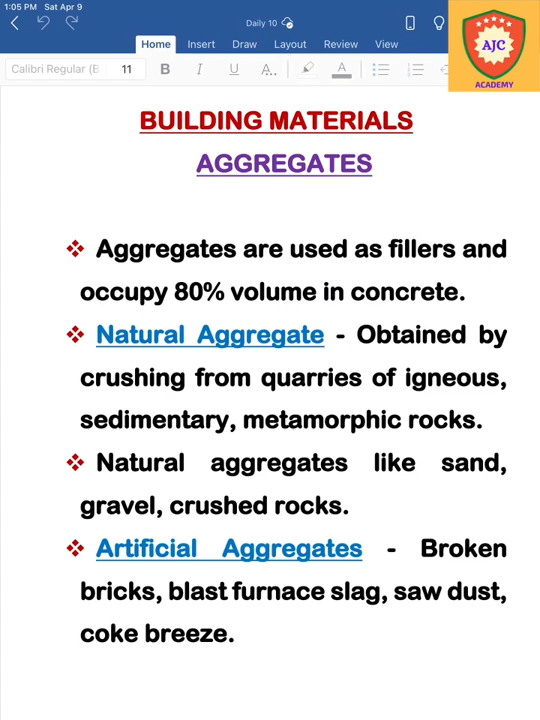 1:05 PM Sat Apr 9
Daily 10
Home Insert Draw Layout Review View
Calibri Regular (B 11 B I U A..
AJC
ACADEMY
BUILDING MATERIALS
AGGREGATES
❖ Aggregates are used as fillers and
occupy 80% volume in concrete.
❖ Natural Aggregate - Obtained by
crushing from quarries of igneous,
sedimentary, metamorphic rocks.
❖ Natural aggregates like sand,
gravel, crushed rocks.
❖ Artificial Aggregates - Broken
bricks, blast furnace slag, saw dust,
coke breeze.